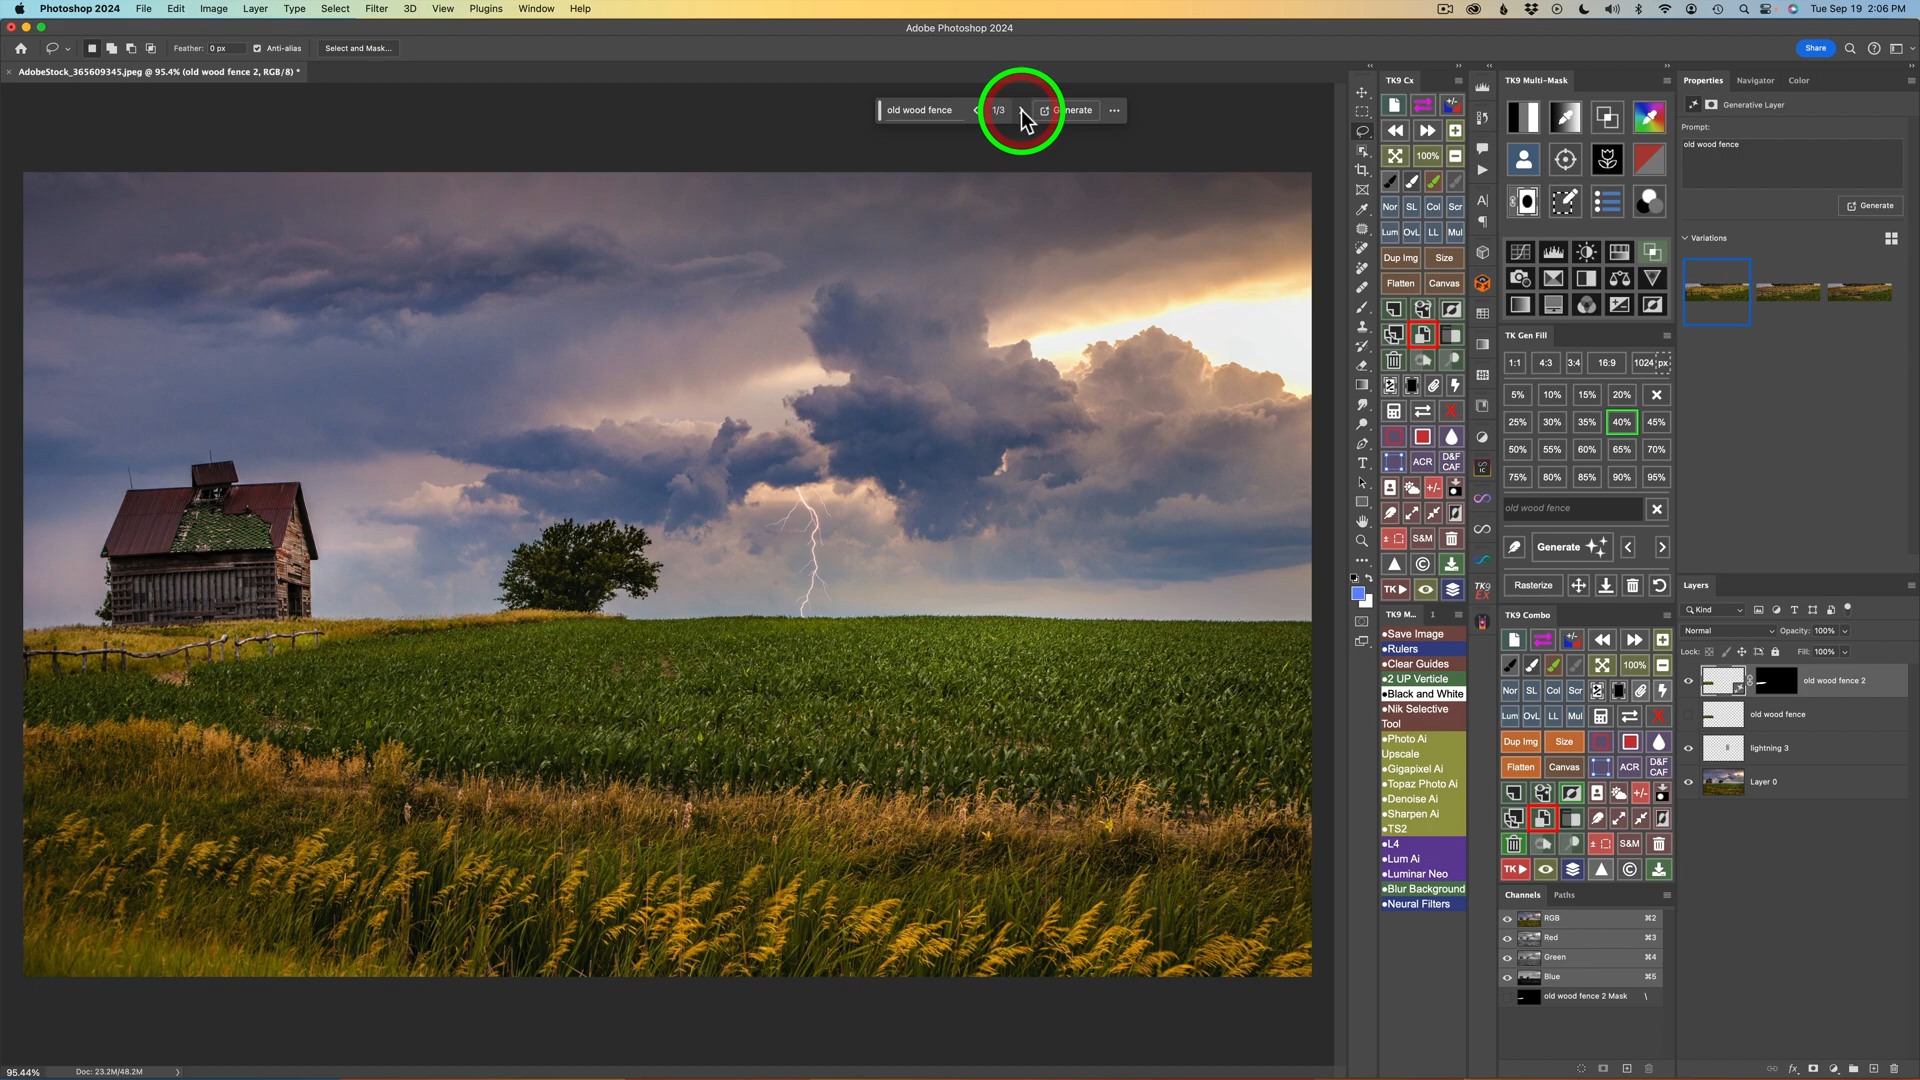 Photoshop 2024 File Edit Image Layer Type Select Filter 3D View Plugins Window Help Tue Sep 19 2:06 PM
Adobe Photoshop 2024
Feather: 0 px Anti-alias Select and Mask... Share
AdobeStock_365609345.jpeg @ 95.4% (old wood fence 2, RGB/8) *
old wood fence 1/3 Generate
TK9 Cx
100%
Nor SL Col Scr
Lum OvL LL Mul
Dup Img Size
Flatten Canvas
ACR D&F CAF
+/-
S&M
TK
TK9 M... 1
Save Image
Rulers
Clear Guides
2 UP Verticle
Black and White
Nik Selective
Tool
Photo Ai
Upscale
Gigapixel Ai
Topaz Photo Ai
Denoise Ai
Sharpen Ai
TS2
L4
Lum Ai
Luminar Neo
Blur Background
Neural Filters
TK9 EX
TK9 Multi-Mask
TK Gen Fill
1:1 4:3 3:4 16:9 1024 px
5% 10% 15% 20%
25% 30% 35% 40% 45%
50% 55% 60% 65% 70%
75% 80% 85% 90% 95%
old wood fence
Generate
Rasterize
TK9 Combo
100%
Nor SL Col Scr
Lum OvL LL Mul
Dup Img Size
Flatten Canvas ACR D&F CAF
+/-
S&M
TK
Channels Paths
RGB ⌘2
Red ⌘3
Green ⌘4
Blue ⌘5
old wood fence 2 Mask \
Properties Navigator Color
Generative Layer
Prompt:
old wood fence
Generate
Variations
Layers
Kind
Normal Opacity: 100%
Lock: Fill: 100%
old wood fence 2
old wood fence
lightning 3
Layer 0
95.44% Doc: 23.2M/48.2M